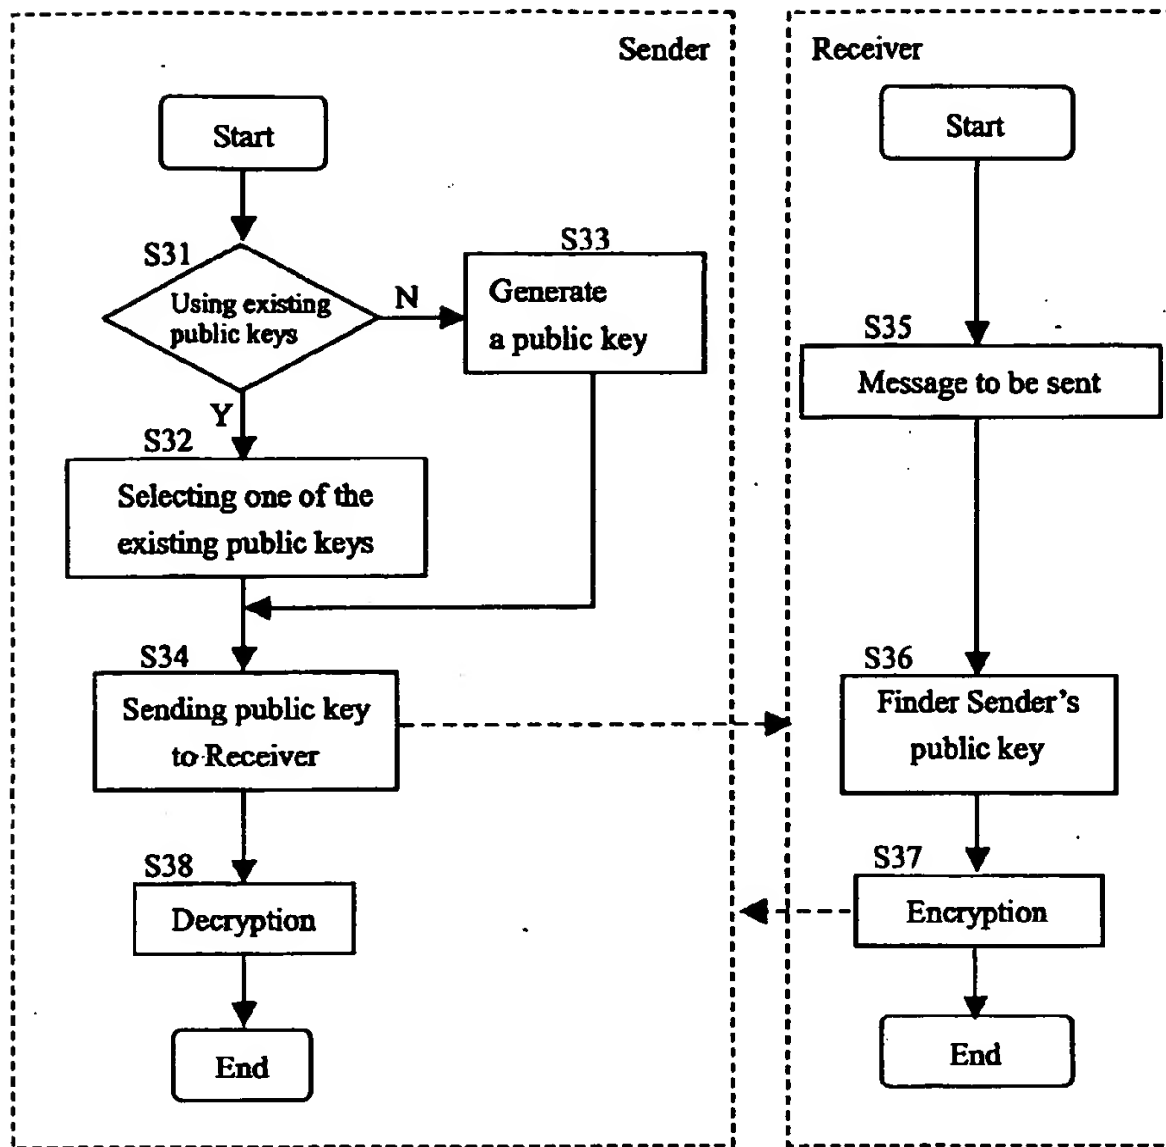 Sender
Start
S31
Using existing
public keys
N
Y
S33
Generate
a public key
S32
Selecting one of the
existing public keys
S34
Sending public key
to Receiver
S38
Decryption
End
Receiver
Start
S35
Message to be sent
S36
Finder Sender's
public key
S37
Encryption
End